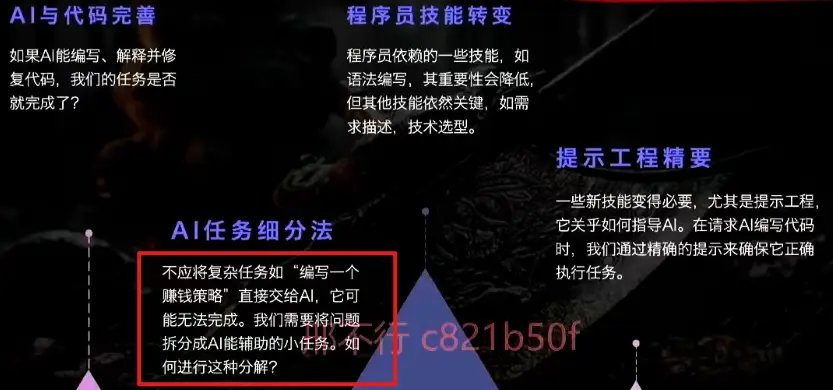 AI与代码完善
如果AI能编写、解释并修
复代码，我们的任务是否
就完成了？
程序员技能转变
程序员依赖的一些技能，如
语法编写，其重要性会降低，
但其他技能依然关键，如需
求描述，技术选型。
提示工程精要
一些新技能变得必要，尤其是提示工程，
它关乎如何指导AI。在请求AI编写代码
时，我们通过精确的提示来确保它正确
执行任务。
AI任务细分法
不应将复杂任务如“编写一个
赚钱策略”直接交给AI，它可
能无法完成。我们需要将问题
拆分成AI能辅助的小任务。如
何进行这种分解？
那不行 c821b50f